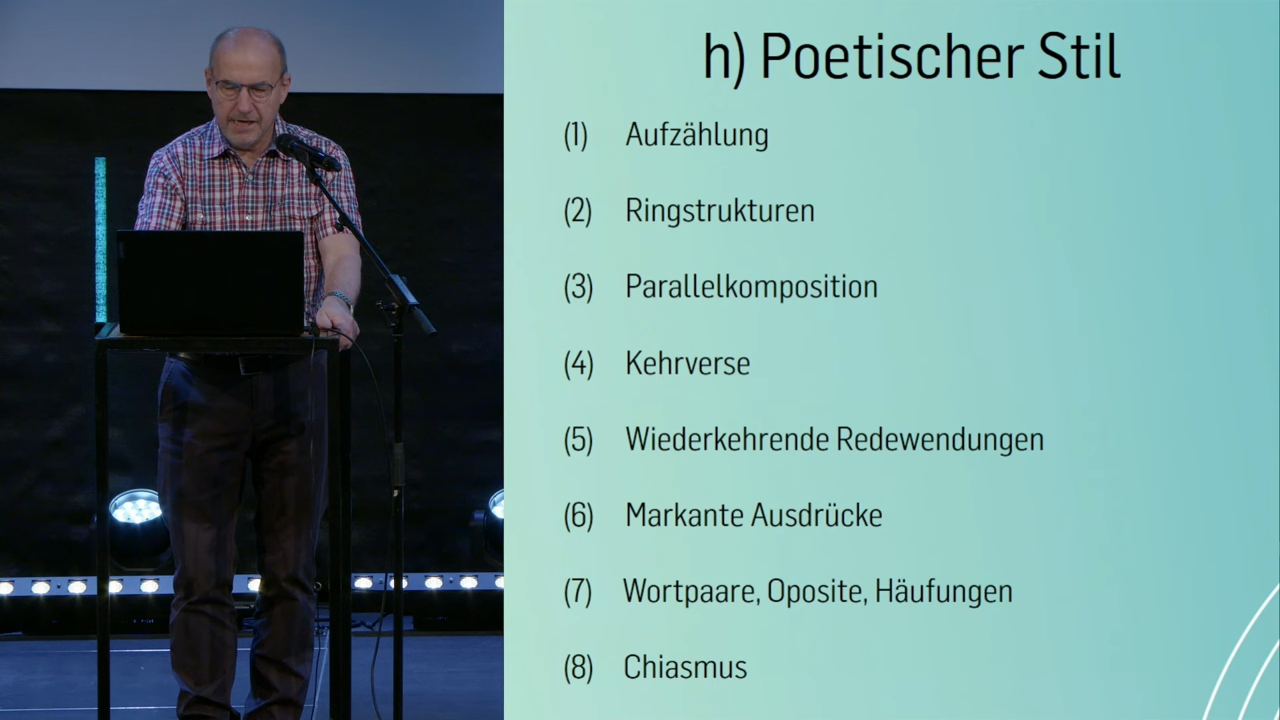 h) Poetischer Stil
(1) Aufzählung
(2) Ringstrukturen
(3) Parallelkomposition
(4) Kehrverse
(5) Wiederkehrende Redewendungen
(6) Markante Ausdrücke
(7) Wortpaare, Oposite, Häufungen
(8) Chiasmus